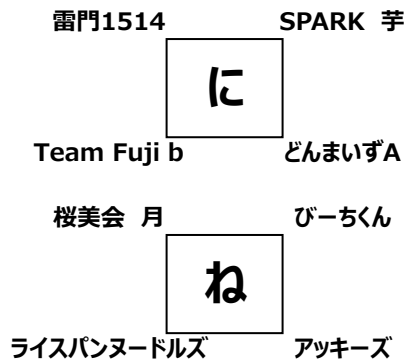 雷門1514 SPARK 芋
に
Team Fuji b どんまいずA
桜美会 月 びーちくん
ね
ライスパンヌードルズ アッキーズ